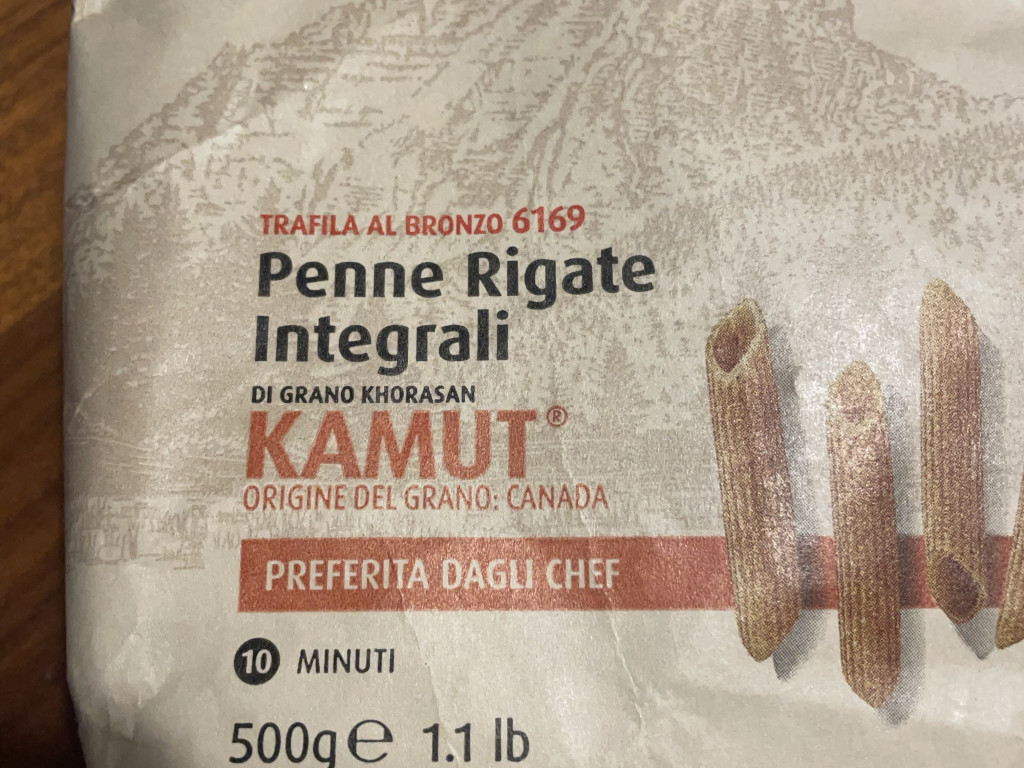 TRAFILA AL BRONZO 6169
Penne Rigate
Integrali
DI GRANO KHORASAN
KAMUT®
ORIGINE DEL GRANO: CANADA
PREFERITA DAGLI CHEF
10 MINUTI
500g ℮ 1.1 lb